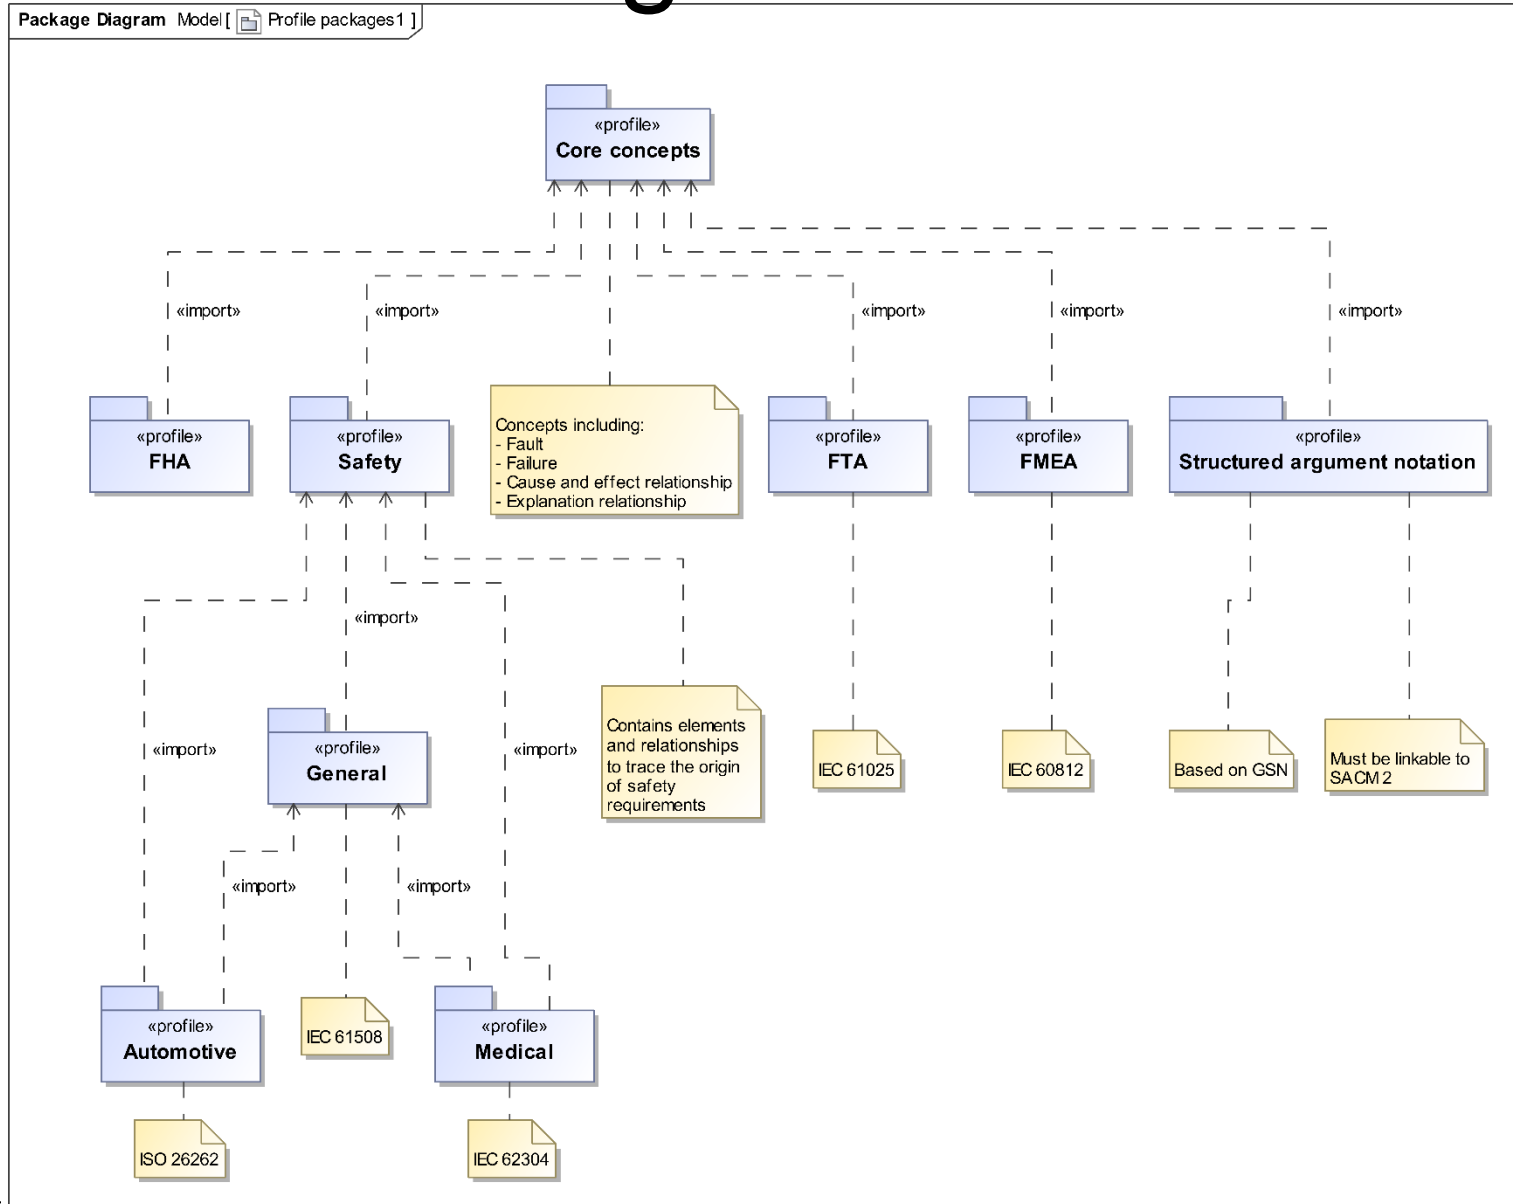 Package Diagram Model [ Profile packages1 ]
«profile»
Core concepts
«import»
«import»
«import»
«import»
«import»
«profile»
FHA
«profile»
Safety
Concepts including:
- Fault
- Failure
- Cause and effect relationship
- Explanation relationship
«profile»
FTA
«profile»
FMEA
«profile»
Structured argument notation
«import»
«import»
«profile»
General
«import»
Contains elements
and relationships
to trace the origin
of safety
requirements
IEC 61025
IEC 60812
Based on GSN
Must be linkable to
SACM 2
«import»
«import»
«profile»
Automotive
IEC 61508
«profile»
Medical
ISO 26262
IEC 62304